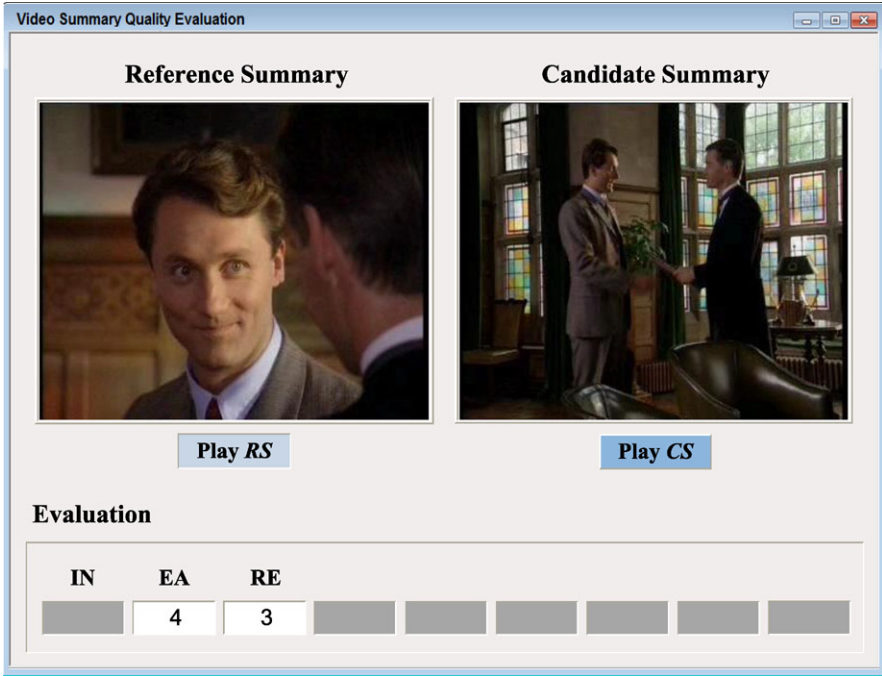 Video Summary Quality Evaluation
Reference Summary
Candidate Summary
Play RS
Play CS
Evaluation
IN EA RE
4 3